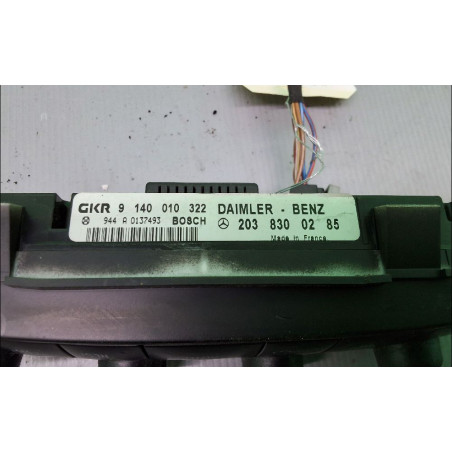 GKR 9 140 010 322 DAIMLER - BENZ
944 A 0137493 BOSCH 203 830 02 85
Made in France